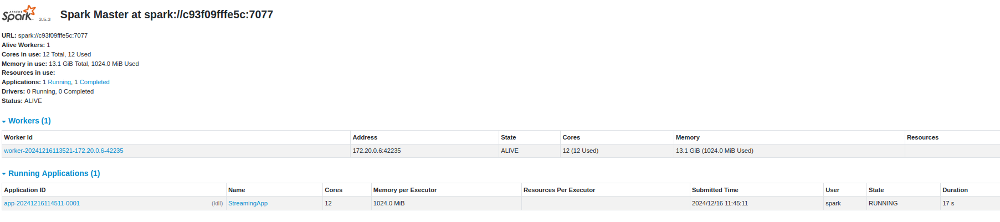 APACHE
Spark 3.5.3 Spark Master at spark://c93f09fffe5c:7077
URL: spark://c93f09fffe5c:7077
Alive Workers: 1
Cores in use: 12 Total, 12 Used
Memory in use: 13.1 GiB Total, 1024.0 MiB Used
Resources in use:
Applications: 1 Running, 1 Completed
Drivers: 0 Running, 0 Completed
Status: ALIVE
Workers (1)
Worker Id Address State Cores Memory Resources
worker-20241216113521-172.20.0.6-42235 172.20.0.6:42235 ALIVE 12 (12 Used) 13.1 GiB (1024.0 MiB Used)
Running Applications (1)
Application ID Name Cores Memory per Executor Resources Per Executor Submitted Time User State Duration
app-20241216114511-0001 (kill) StreamingApp 12 1024.0 MiB 2024/12/16 11:45:11 spark RUNNING 17 s